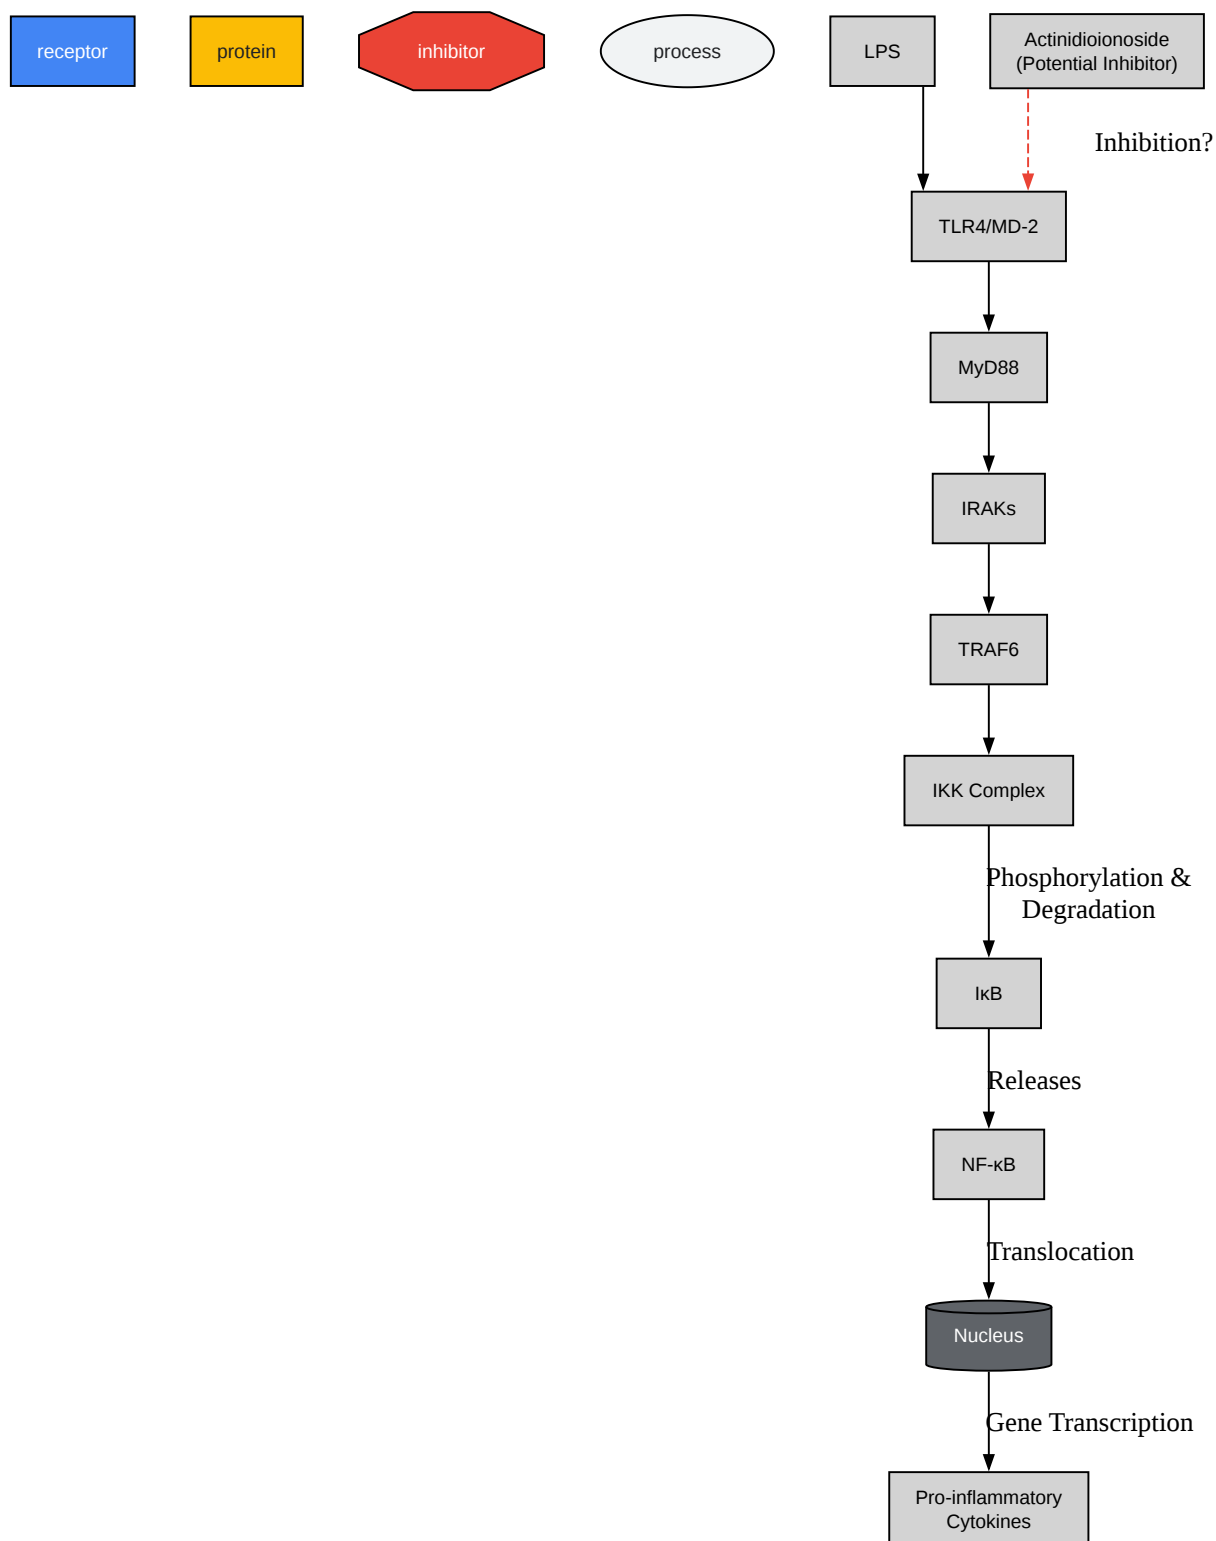 receptor
protein
inhibitor
process
LPS
Actinidioionoside
(Potential Inhibitor)
Inhibition?
TLR4/MD-2
MyD88
IRAKs
TRAF6
IKK Complex
Phosphorylation &
Degradation
IκB
Releases
NF-κB
Translocation
Nucleus
Gene Transcription
Pro-inflammatory
Cytokines